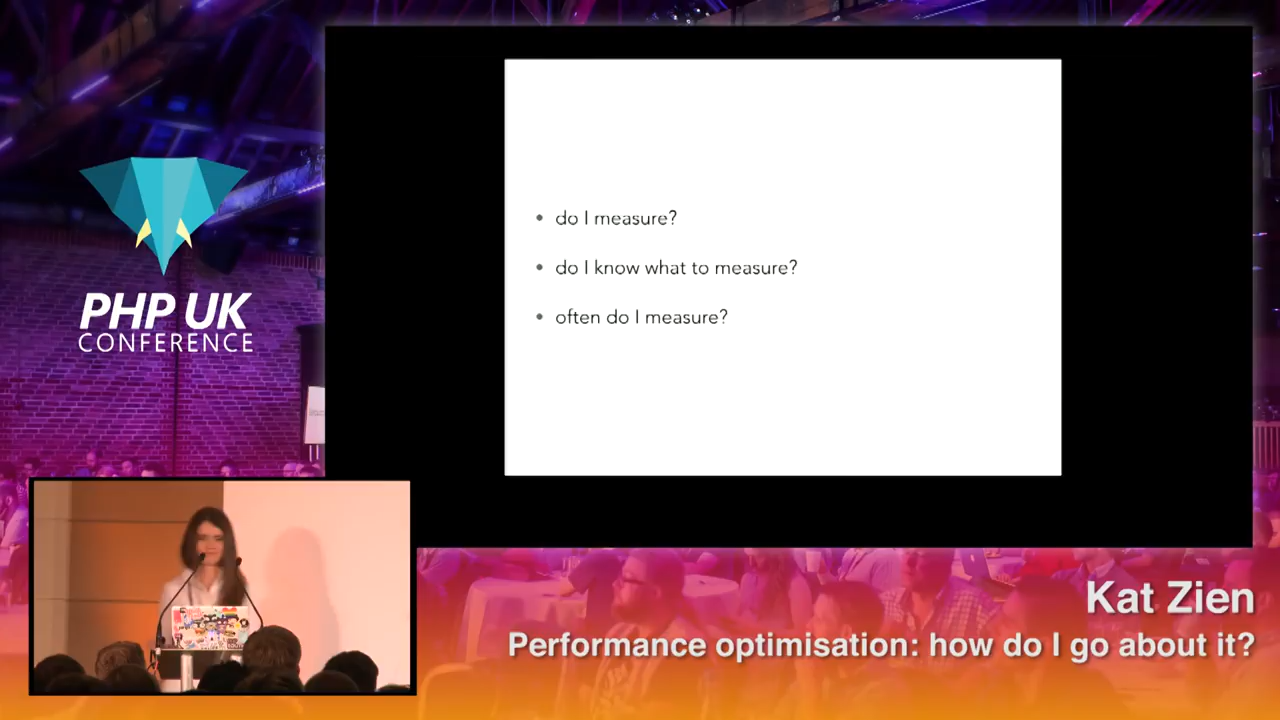 PHP UK
CONFERENCE
• do I measure?
• do I know what to measure?
• often do I measure?
Kat Zien
Performance optimisation: how do I go about it?